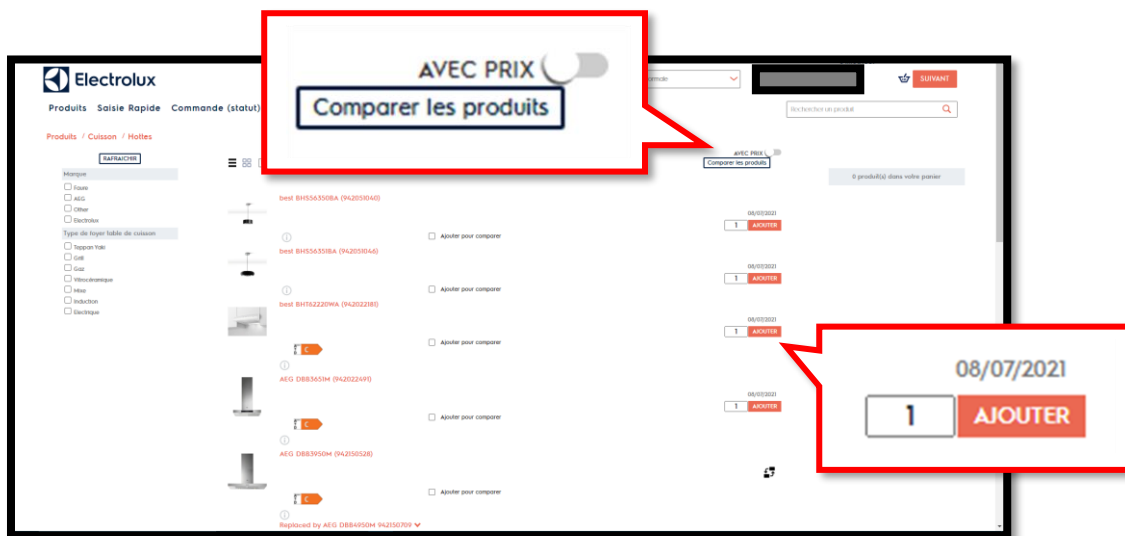 AVEC PRIX
Comparer les produits
Electrolux
SUIVANT
Produits Saisie Rapide Commande (statut)
Rechercher un produit
Produits / Cuisson / Hottes
RAFRAICHIR
AVEC PRIX
Comparer les produits
0 produit(s) dans votre panier
Marque
Faure
AEG
Other
Electrolux
Type de foyer table de cuisson
Teppan Yaki
Grill
Gaz
Vitrocéramique
Mixe
Induction
Electrique
best BHS56350BA (942051040)
08/07/2021
1 AJOUTER
Ajouter pour comparer
best BHS56351BA (942051046)
08/07/2021
1 AJOUTER
Ajouter pour comparer
best BHT62220WA (942022181)
08/07/2021
1 AJOUTER
C
Ajouter pour comparer
AEG DBB3651M (942022491)
08/07/2021
1 AJOUTER
C
Ajouter pour comparer
AEG DBB3950M (942150528)
C
Ajouter pour comparer
Replaced by AEG DBB4950M 942150709
08/07/2021
1 AJOUTER